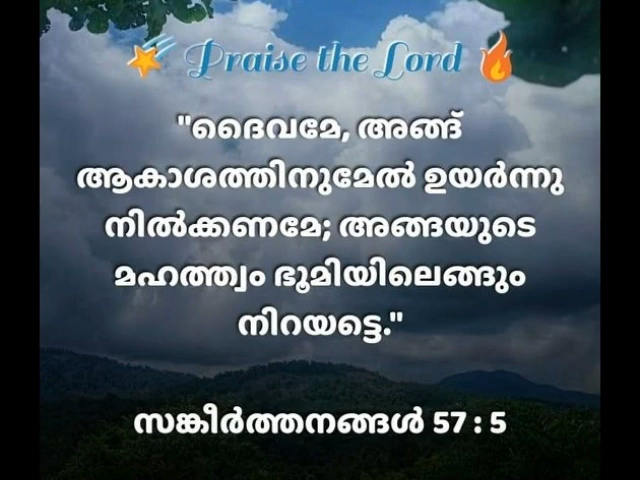 Praise the Lord
"ദൈവമേ, അങ്ങ്
ആകാശത്തിനുമേൽ ഉയർന്നു
നിൽക്കണമേ; അങ്ങയുടെ
മഹത്ത്വം ഭൂമിയിലെങ്ങും
നിറയട്ടെ."
സങ്കീർത്തനങ്ങൾ 57 : 5